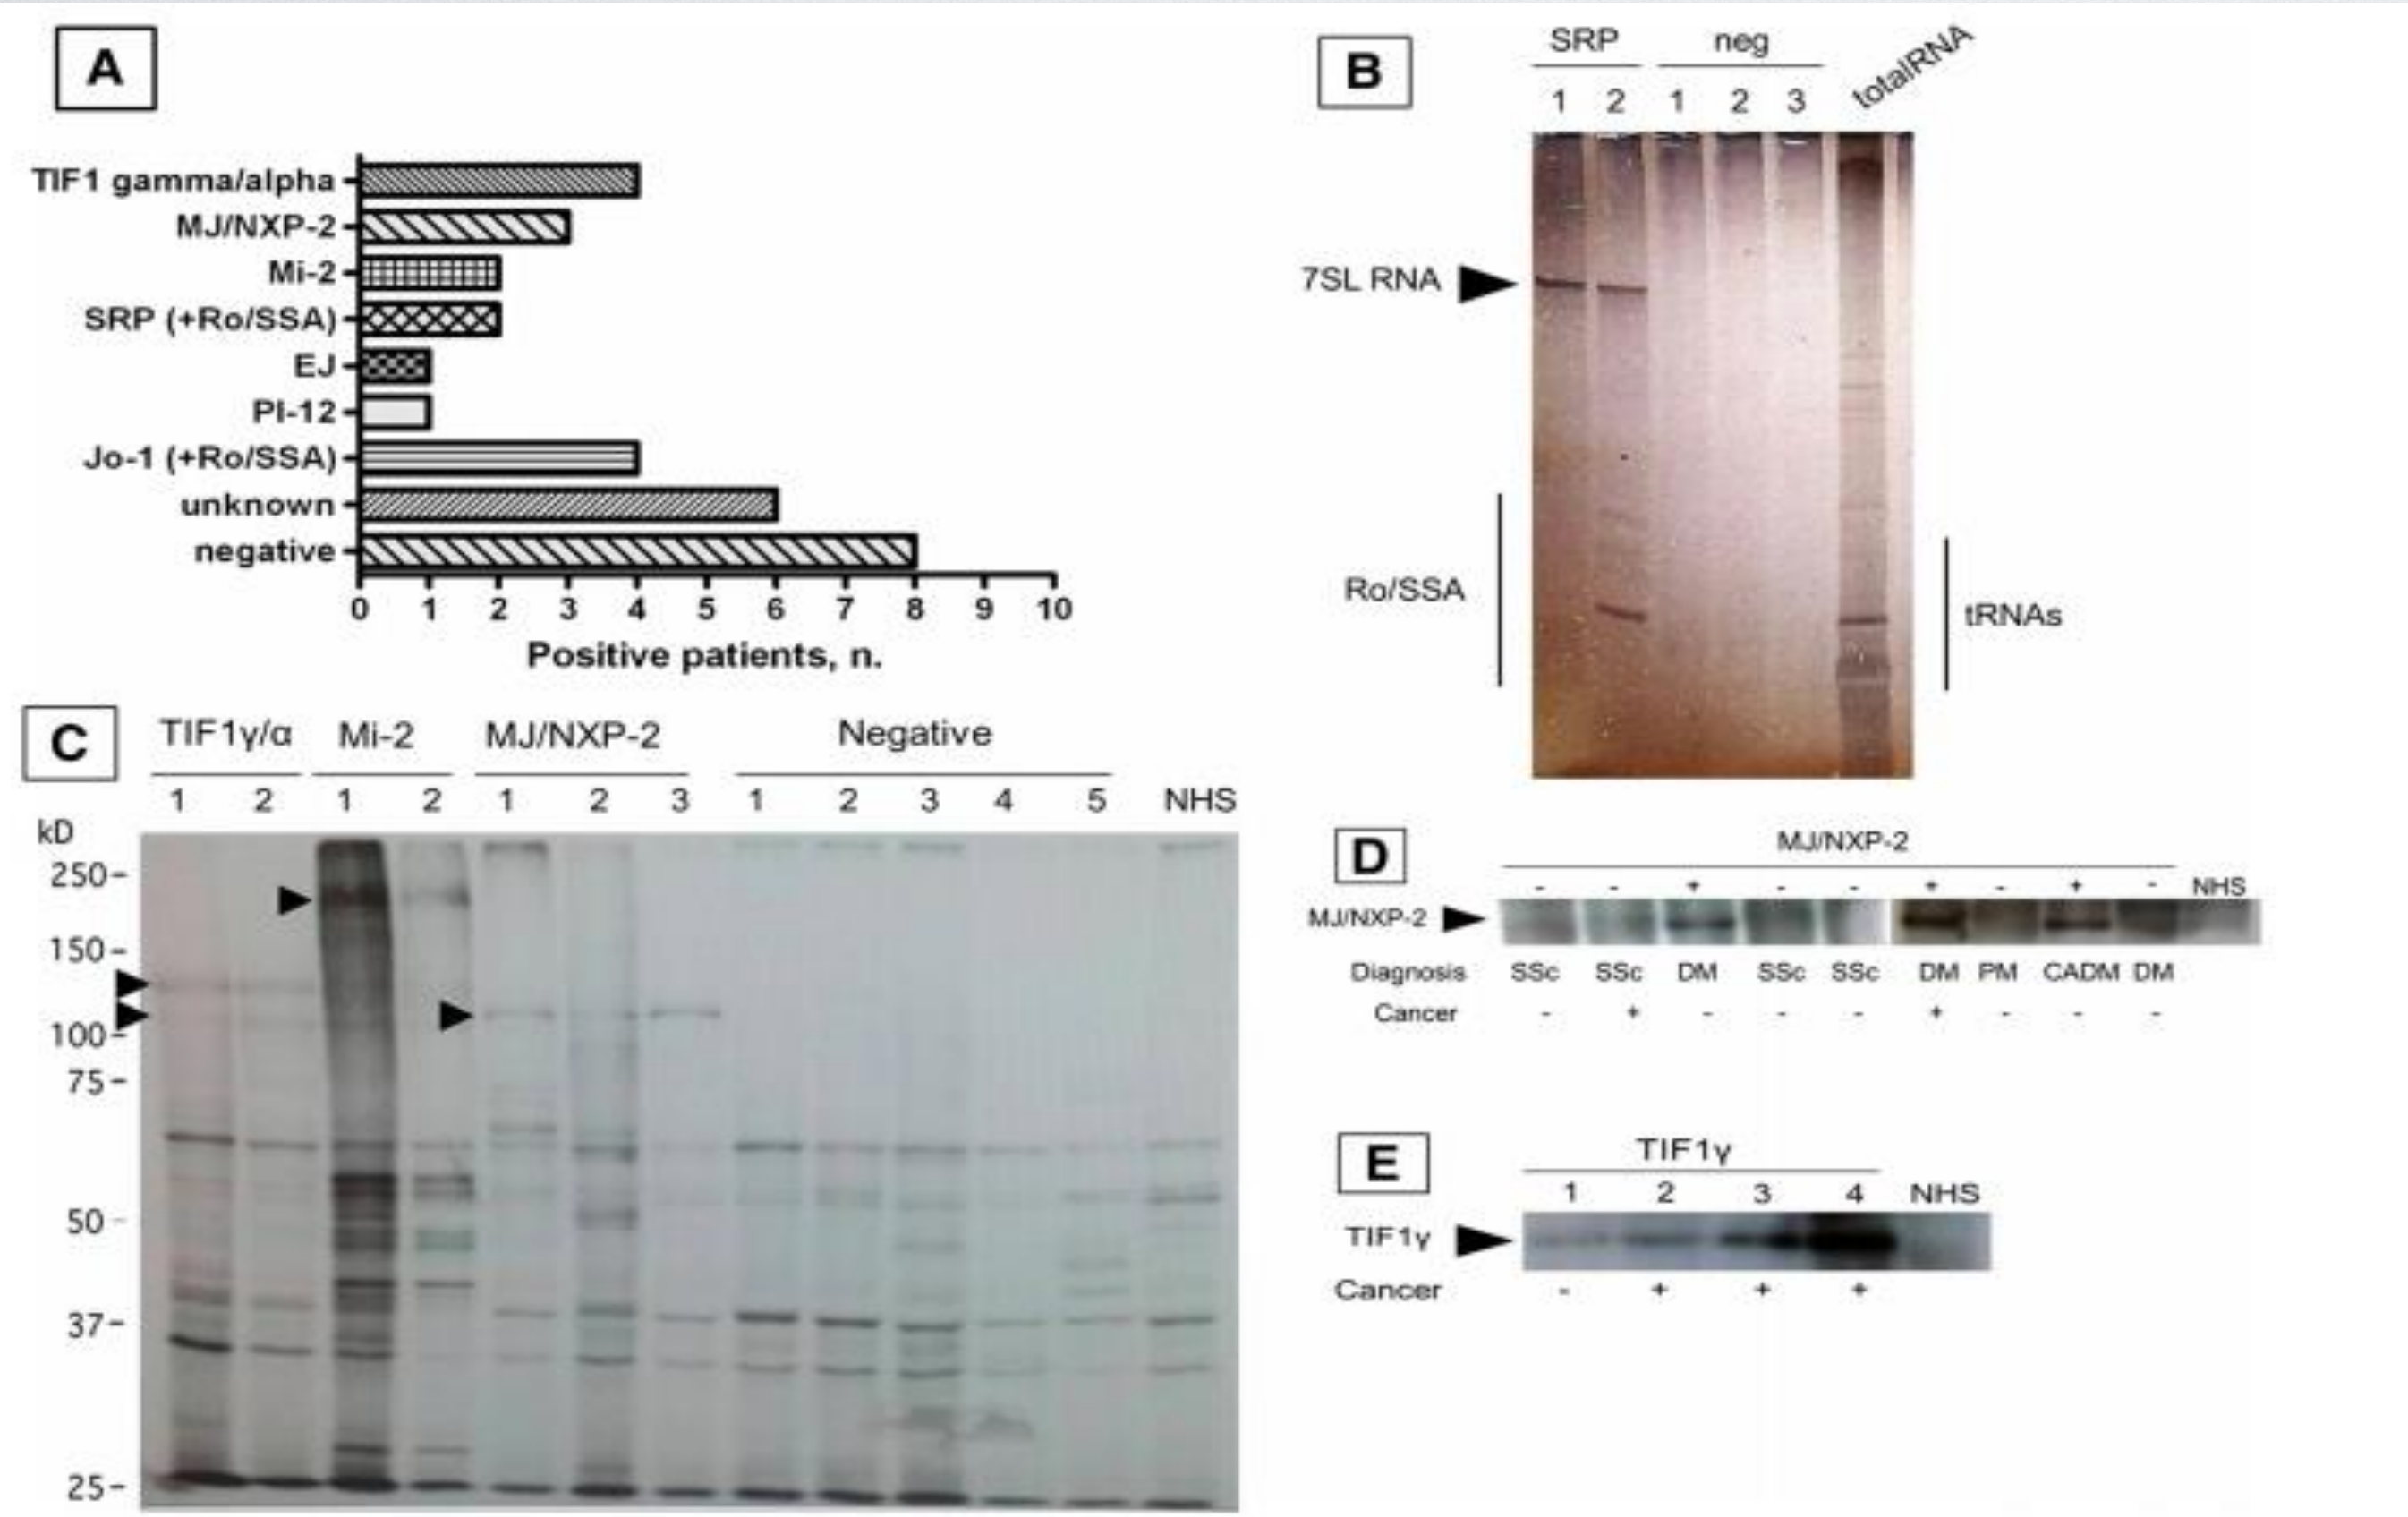 A
TIF1 gamma/alpha
MJ/NXP-2
Mi-2
SRP (+Ro/SSA)
EJ
Pl-12
Jo-1 (+Ro/SSA)
unknown
negative
0 1 2 3 4 5 6 7 8 9 10
Positive patients, n.
B
SRP neg totalRNA
1 2 1 2 3
7SL RNA
Ro/SSA
tRNAs
C
TIF1γ/α Mi-2 MJ/NXP-2 Negative
1 2 1 2 1 2 3 1 2 3 4 5 NHS
kD
250-
150-
100-
75-
50-
37-
25-
D
MJ/NXP-2
- - + - - + - + - NHS
MJ/NXP-2
Diagnosis SSc SSc DM SSc SSc DM PM CADM DM
Cancer - + - - - + - - -
E
TIF1γ
1 2 3 4 NHS
TIF1γ
Cancer - + + +